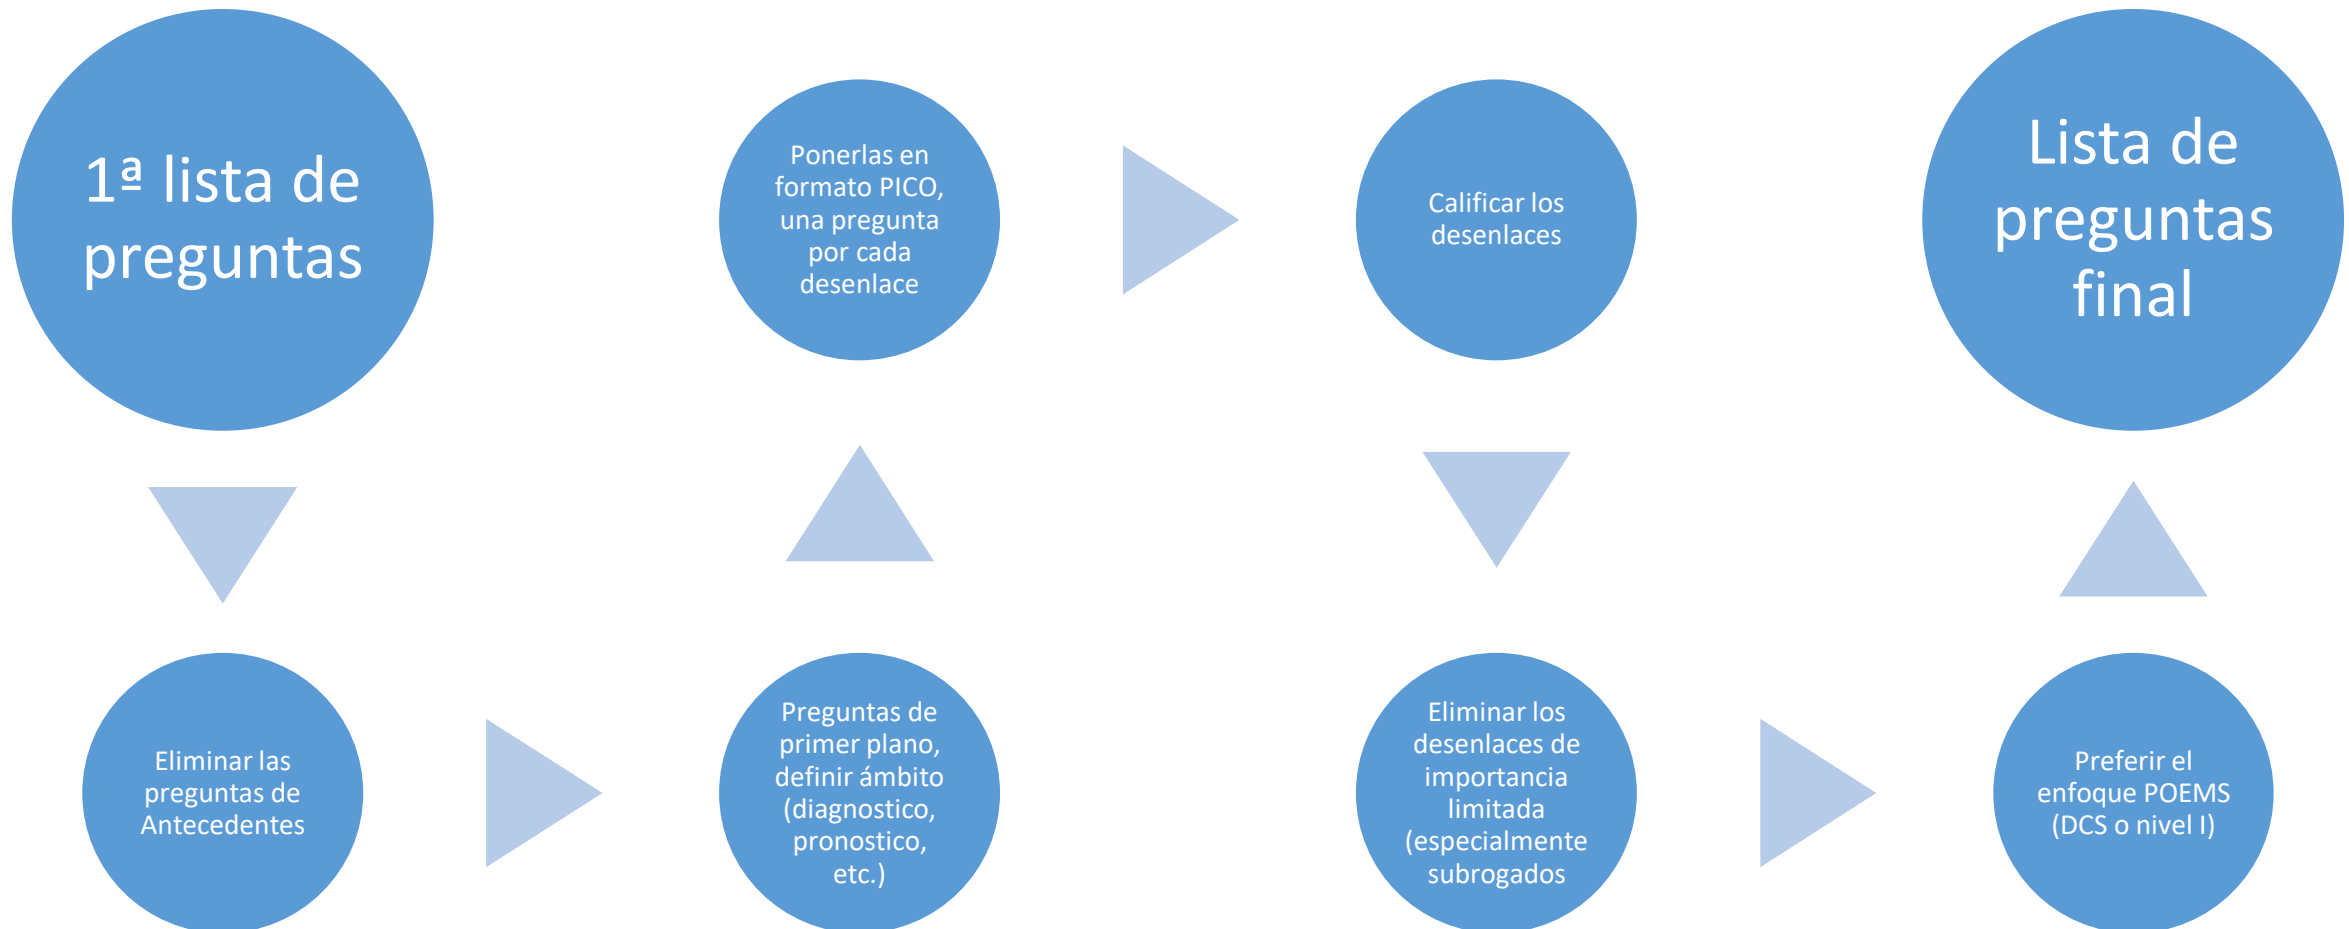 1ª lista de
preguntas
Eliminar las
preguntas de
Antecedentes
Preguntas de
primer plano,
definir ámbito
(diagnostico,
pronostico,
etc.)
Ponerlas en
formato PICO,
una pregunta
por cada
desenlace
Calificar los
desenlaces
Eliminar los
desenlaces de
importancia
limitada
(especialmente
subrogados
Preferir el
enfoque POEMS
(DCS o nivel I)
Lista de
preguntas
final